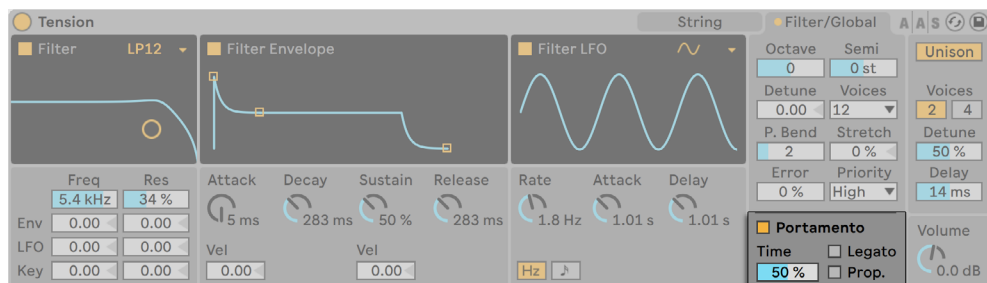 Tension
String
Filter/Global
A A S
Filter
LP12
Filter Envelope
Filter LFO
Octave Semi
0 0 st
Detune Voices
0.00 12
P. Bend Stretch
2 0 %
Error Priority
0 % High
Unison
Voices
2 4
Detune
50 %
Delay
14 ms
Freq Res
5.4 kHz 34 %
Env 0.00 0.00
LFO 0.00 0.00
Key 0.00 0.00
Attack Decay Sustain Release
5 ms 283 ms 50 % 283 ms
Vel Vel
0.00 0.00
Rate Attack Delay
1.8 Hz 1.01 s 1.01 s
Hz
Portamento
Time Legato
50 % Prop.
Volume
0.0 dB